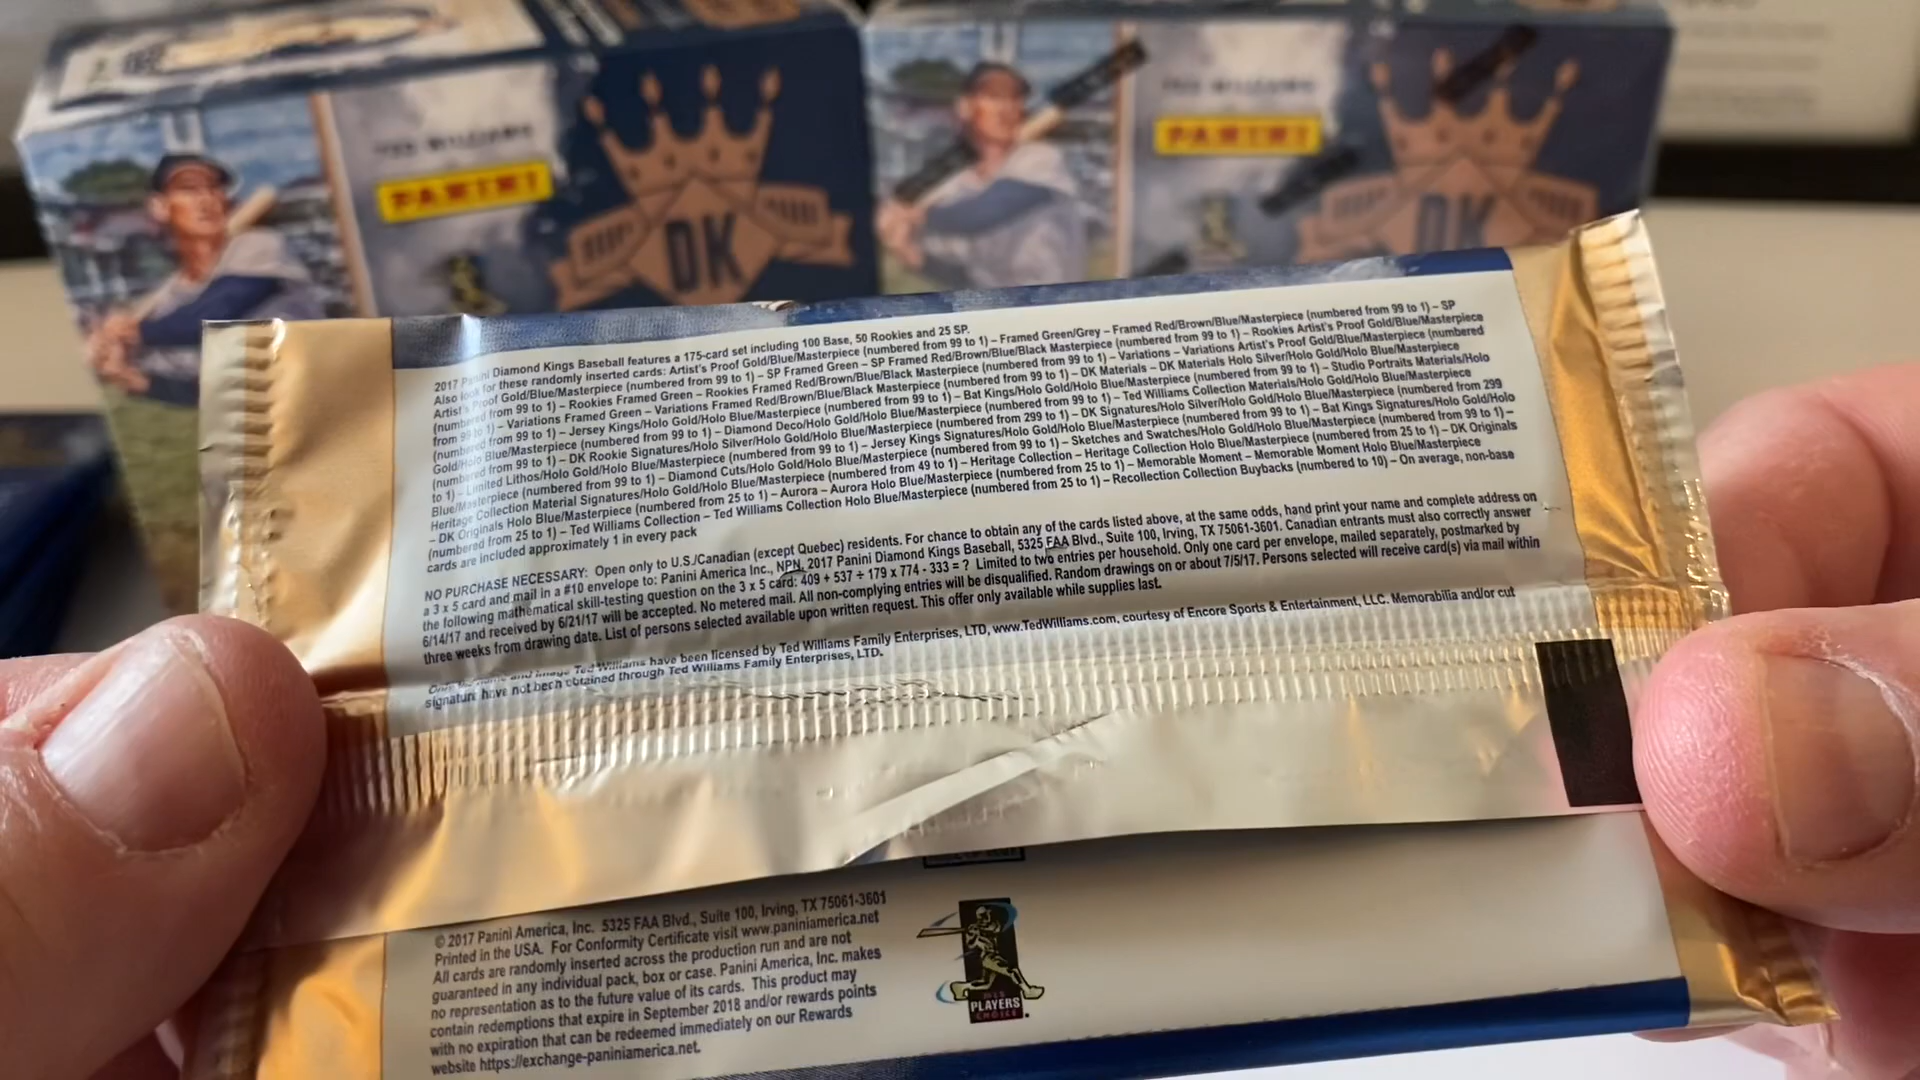 TED WILLIAMS
PANINI
DK
TED WILLIAMS
PANINI
DK
2017 Panini Diamond Kings Baseball features a 175-card set including 100 Base, 50 Rookies and 25 SP.
Also look for these randomly inserted cards: Artist's Proof Gold/Blue/Masterpiece (numbered from 99 to 1) – Framed Green/Grey – Framed Red/Brown/Blue/Masterpiece (numbered from 99 to 1) – SP
Artist's Proof Gold/Blue/Masterpiece (numbered from 99 to 1) – SP Framed Green – SP Framed Red/Brown/Blue/Black Masterpiece (numbered from 99 to 1) – Rookies Artist's Proof Gold/Blue/Masterpiece
(numbered from 99 to 1) – Rookies Framed Green – Rookies Framed Red/Brown/Blue/Black Masterpiece (numbered from 99 to 1) – Variations – Variations Artist's Proof Gold/Blue/Masterpiece (numbered
from 99 to 1) – Variations Framed Green – Variations Framed Red/Brown/Blue/Black Masterpiece (numbered from 99 to 1) – DK Materials – DK Materials Holo Silver/Holo Gold/Holo Blue/Masterpiece
(numbered from 99 to 1) – Jersey Kings/Holo Gold/Holo Blue/Masterpiece (numbered from 99 to 1) – Bat Kings/Holo Gold/Holo Blue/Masterpiece (numbered from 99 to 1) – Studio Portraits Materials/Holo
Gold/Holo Blue/Masterpiece (numbered from 99 to 1) – Diamond Deco/Holo Gold/Holo Blue/Masterpiece (numbered from 99 to 1) – Ted Williams Collection Materials/Holo Gold/Holo Blue/Masterpiece
(numbered from 99 to 1) – DK Rookie Signatures/Holo Silver/Holo Gold/Holo Blue/Masterpiece (numbered from 299 to 1) – DK Signatures/Holo Silver/Holo Gold/Holo Blue/Masterpiece (numbered from 299
to 1) – Limited Lithos/Holo Gold/Holo Blue/Masterpiece (numbered from 99 to 1) – Jersey Kings Signatures/Holo Gold/Holo Blue/Masterpiece (numbered from 99 to 1) – Bat Kings Signatures/Holo Gold/Holo
Blue/Masterpiece (numbered from 99 to 1) – Diamond Cuts/Holo Gold/Holo Blue/Masterpiece (numbered from 99 to 1) – Sketches and Swatches/Holo Gold/Holo Blue/Masterpiece (numbered from 99 to 1) –
Heritage Collection Material Signatures/Holo Gold/Holo Blue/Masterpiece (numbered from 49 to 1) – Heritage Collection – Heritage Collection Holo Blue/Masterpiece (numbered from 25 to 1) – DK Originals
– DK Originals Holo Blue/Masterpiece (numbered from 25 to 1) – Aurora – Aurora Holo Blue/Masterpiece (numbered from 25 to 1) – Memorable Moment – Memorable Moment Holo Blue/Masterpiece
(numbered from 25 to 1) – Ted Williams Collection – Ted Williams Collection Holo Blue/Masterpiece (numbered from 25 to 1) – Recollection Collection Buybacks (numbered to 10) – On average, non-base
cards are included approximately 1 in every pack
NO PURCHASE NECESSARY: Open only to U.S./Canadian (except Quebec) residents. For chance to obtain any of the cards listed above, at the same odds, hand print your name and complete address on
a 3 x 5 card and mail in a #10 envelope to: Panini America Inc., NPN, 2017 Panini Diamond Kings Baseball, 5325 FAA Blvd., Suite 100, Irving, TX 75061-3601. Canadian entrants must also correctly answer
the following mathematical skill-testing question on the 3 x 5 card: 409 + 537 ÷ 179 x 774 - 333 = ? Limited to two entries per household. Only one card per envelope, mailed separately, postmarked by
6/14/17 and received by 6/21/17 will be accepted. No metered mail. All non-complying entries will be disqualified. Random drawings on or about 7/5/17. Persons selected will receive card(s) via mail within
three weeks from drawing date. List of persons selected available upon written request. This offer only available while supplies last.
name and image Ted Williams have been licensed by Ted Williams Family Enterprises, LTD, www.TedWilliams.com, courtesy of Encore Sports & Entertainment, LLC. Memorabilia and/or cut
signature have not been obtained through Ted Williams Family Enterprises, LTD.
© 2017 Panini America, Inc. 5325 FAA Blvd., Suite 100, Irving, TX 75061-3601
Printed in the USA. For Conformity Certificate visit www.paniniamerica.net
All cards are randomly inserted across the production run and are not
guaranteed in any individual pack, box or case. Panini America, Inc. makes
no representation as to the future value of its cards. This product may
contain redemptions that expire in September 2018 and/or rewards points
with no expiration that can be redeemed immediately on our Rewards
website https://exchange-paniniamerica.net.
PLAYERS
CHOICE